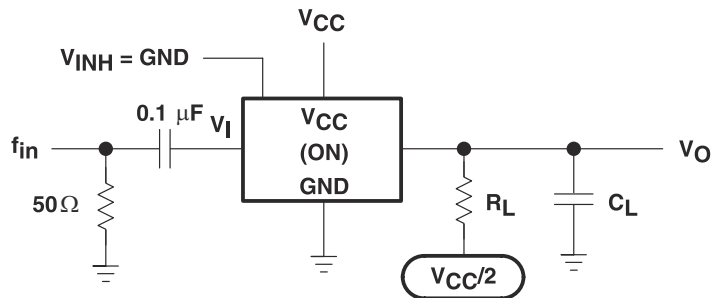 VCC
VINH = GND
0.1 μF
VI
VCC
(ON)
GND
fin
VO
50Ω
RL
CL
VCC/2